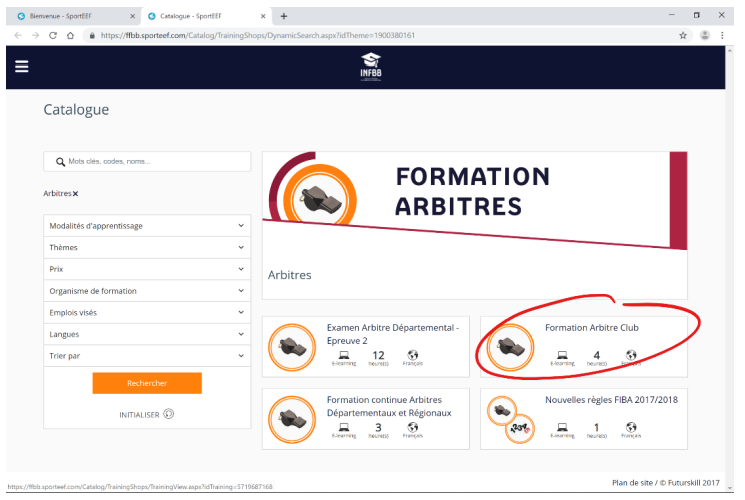 Bienvenue - SportEEF
Catalogue - SportEEF
https://ffbb.sporteef.com/Catalog/TrainingShops/DynamicSearch.aspx?idTheme=1900380161
INFBB
Catalogue
Mots clés, codes, noms...
Arbitres
Modalités d'apprentissage
Thèmes
Prix
Organisme de formation
Emplois visés
Langues
Trier par
Rechercher
INITIALISER
FORMATION
ARBITRES
Arbitres
Examen Arbitre Départemental -
Epreuve 2
E-learning 12 heure(s) Français
Formation Arbitre Club
E-learning 4 heure(s) Français
Formation continue Arbitres
Départementaux et Régionaux
E-learning 3 heure(s) Français
Nouvelles règles FIBA 2017/2018
E-learning 1 heure(s) Français
https://ffbb.sporteef.com/Catalog/TrainingShops/TrainingView.aspx?idTraining=5719687168
Plan de site / © Futurskill 2017